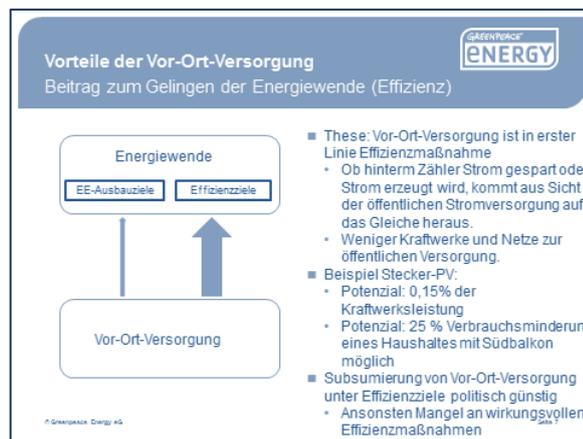 Vorteile der Vor-Ort-Versorgung
Beitrag zum Gelingen der Energiewende (Effizienz)
GREENPEACE
ENERGY
Energiewende
EE-Ausbauziele
Effizienzziele
Vor-Ort-Versorgung
■ These: Vor-Ort-Versorgung ist in erster
Linie Effizienzmaßnahme
• Ob hinterm Zähler Strom gespart ode
Strom erzeugt wird, kommt aus Sicht
der öffentlichen Stromversorgung auf
das Gleiche heraus.
• Weniger Kraftwerke und Netze zur
öffentlichen Versorgung.
■ Beispiel Stecker-PV:
• Potenzial: 0,15% der
Kraftwerksleistung
• Potenzial: 25 % Verbrauchsminderun
eines Haushaltes mit Südbalkon
möglich
■ Subsumierung von Vor-Ort-Versorgung
unter Effizienzziele politisch günstig
• Ansonsten Mangel an wirkungsvollen
Effizienzmaßnahmen
© Greenpeace Energy eG
Seite 7